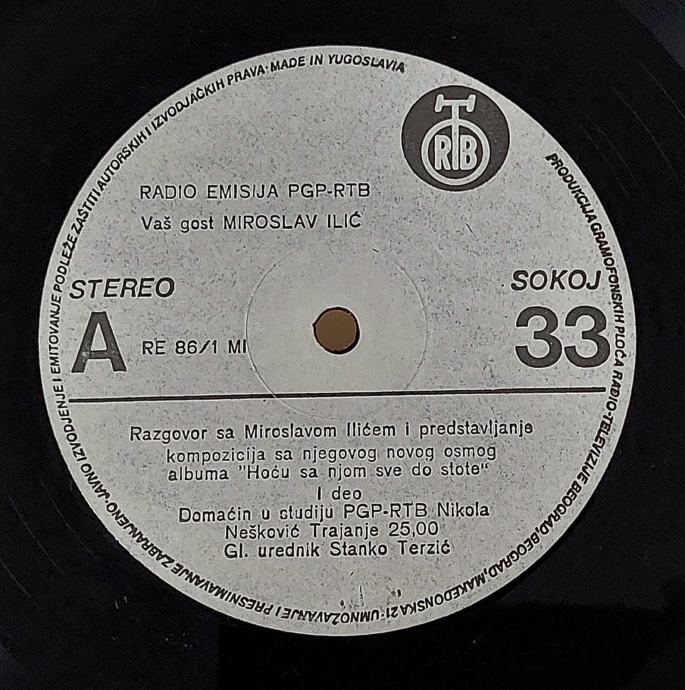 PRODUKCIJA GRAMOFONSKIH PLOČA RADIO-TELEVIZIJE BEOGRAD, BEOGRAD, MAKEDONSKA 21 · UMNOŽAVANJE I PRESNIMAVANJE ZABRANJENO · JAVNO IZVODJENJE I EMITOVANJE PODLEŽE ZAŠTITI AUTORSKIH I IZVODJAČKIH PRAVA · MADE IN YUGOSLAVIA
RTB
RADIO EMISIJA PGP-RTB
Vaš gost MIROSLAV ILIĆ
STEREO
SOKOJ
A
RE 86/1 MI
33
Razgovor sa Miroslavom Ilićem i predstavljanje
kompozicija sa njegovog novog osmog
albuma "Hoću sa njom sve do stote"
I deo
Domaćin u studiju PGP-RTB Nikola
Nešković Trajanje 25,00
Gl. urednik Stanko Terzić